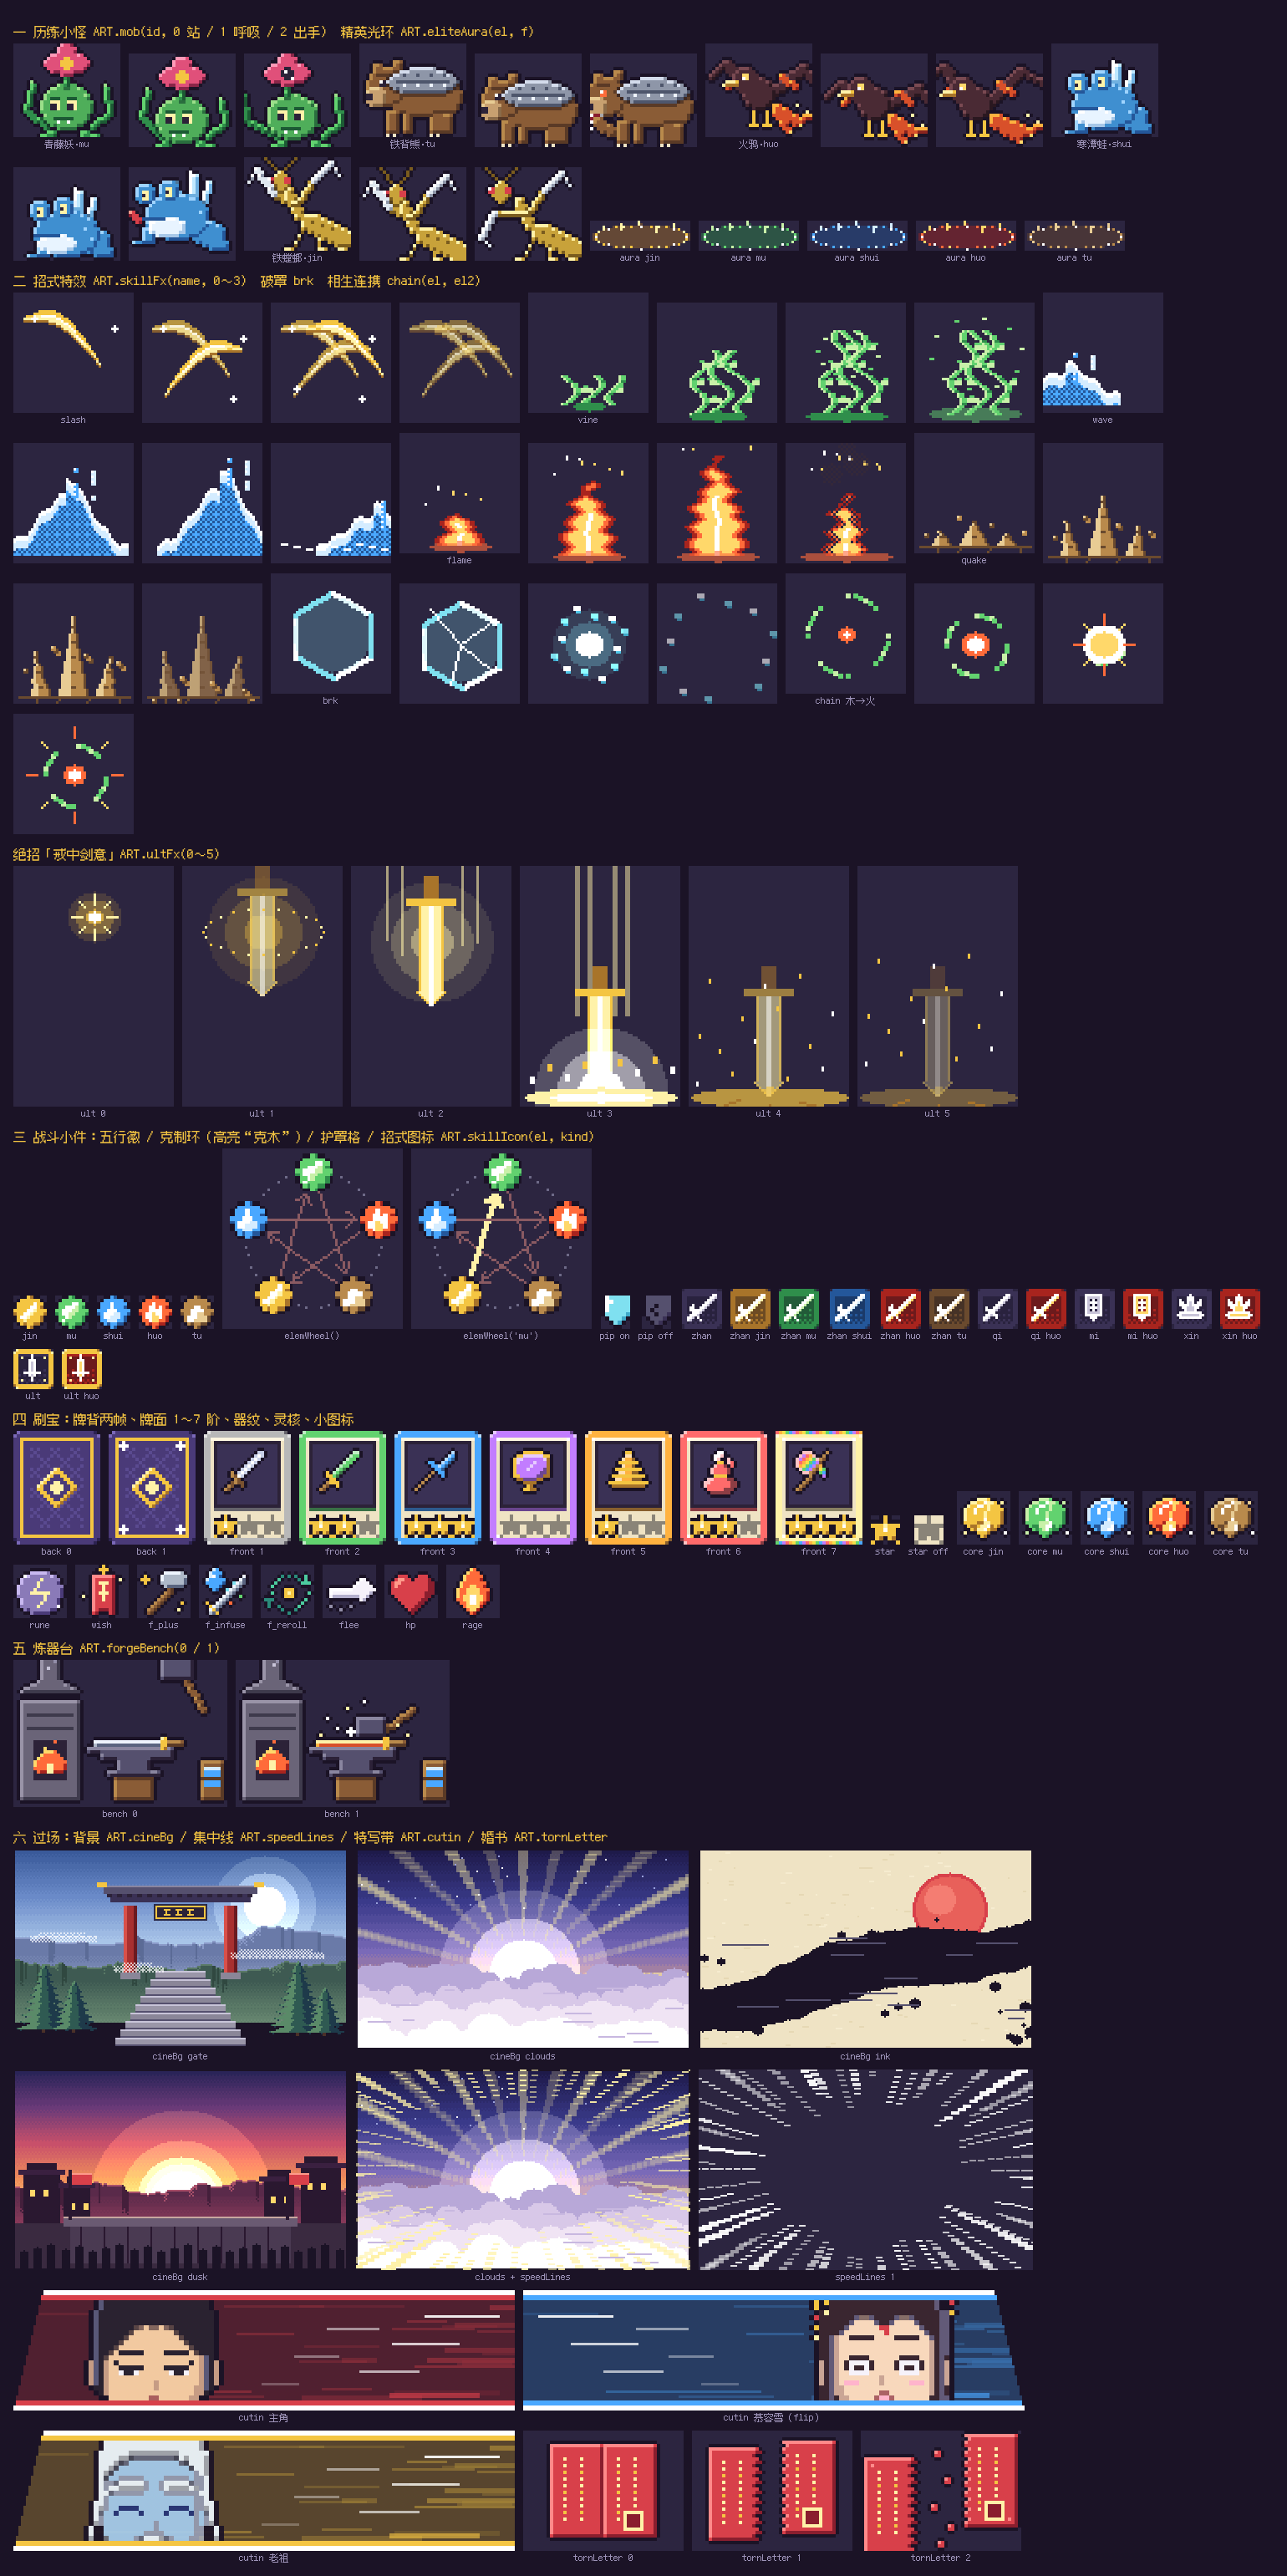 一 历练小怪 ART.mob(id, 0 站 / 1 呼吸 / 2 出手) 精英光环 ART.eliteAura(el, f)
青藤妖·mu 铁背熊·tu 火鸦·huo 寒潭蛙·shui
铁螳螂·jin aura jin aura mu aura shui aura huo aura tu
二 招式特效 ART.skillFx(name, 0~3) 破罩 brk 相生连携 chain(el, el2)
slash vine wave
flame quake
brk chain 木→火
绝招「戒中剑意」ART.ultFx(0~5)
ult 0 ult 1 ult 2 ult 3 ult 4 ult 5
三 战斗小件：五行徽 / 克制环 (高亮“克木”) / 护罩格 / 招式图标 ART.skillIcon(el, kind)
jin mu shui huo tu elemWheel() elemWheel('mu') pip on pip off zhan zhan jin zhan mu zhan shui zhan huo zhan tu qi qi huo mi mi huo xin xin huo
ult ult huo
四 刷宝：牌背两帧、牌面 1~7 阶、器纹、灵核、小图标
back 0 back 1 front 1 front 2 front 3 front 4 front 5 front 6 front 7 star star off core jin core mu core shui core huo core tu
rune wish f_plus f_infuse f_reroll flee hp rage
五 炼器台 ART.forgeBench(0 / 1)
bench 0 bench 1
六 过场：背景 ART.cineBg / 集中线 ART.speedLines / 特写带 ART.cutin / 婚书 ART.tornLetter
cineBg gate cineBg clouds cineBg ink
cineBg dusk clouds + speedLines speedLines 1
cutin 主角 cutin 慕容雪 (flip)
cutin 老祖 tornLetter 0 tornLetter 1 tornLetter 2